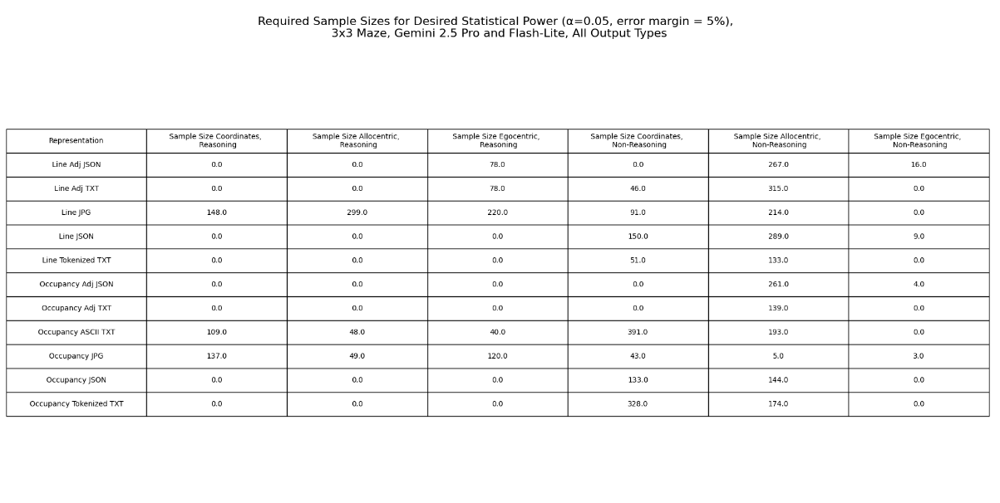 Required Sample Sizes for Desired Statistical Power (α=0.05, error margin = 5%),
3x3 Maze, Gemini 2.5 Pro and Flash-Lite, All Output Types
Representation Sample Size Coordinates, Reasoning Sample Size Allocentric, Reasoning Sample Size Egocentric, Reasoning Sample Size Coordinates, Non-Reasoning Sample Size Allocentric, Non-Reasoning Sample Size Egocentric, Non-Reasoning
Line Adj JSON 0.0 0.0 78.0 0.0 267.0 16.0
Line Adj TXT 0.0 0.0 78.0 46.0 315.0 0.0
Line JPG 148.0 299.0 220.0 91.0 214.0 0.0
Line JSON 0.0 0.0 0.0 150.0 289.0 9.0
Line Tokenized TXT 0.0 0.0 0.0 51.0 133.0 0.0
Occupancy Adj JSON 0.0 0.0 0.0 0.0 261.0 4.0
Occupancy Adj TXT 0.0 0.0 0.0 0.0 139.0 0.0
Occupancy ASCII TXT 109.0 48.0 40.0 391.0 193.0 0.0
Occupancy JPG 137.0 49.0 120.0 43.0 5.0 3.0
Occupancy JSON 0.0 0.0 0.0 133.0 144.0 0.0
Occupancy Tokenized TXT 0.0 0.0 0.0 328.0 174.0 0.0